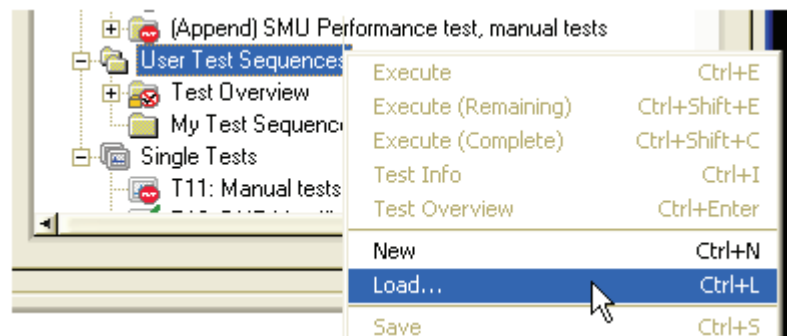 (Append) SMU Performance test, manual tests
User Test Sequences
Test Overview
My Test Sequenc
Single Tests
T11: Manual tests
Execute Ctrl+E
Execute (Remaining) Ctrl+Shift+E
Execute (Complete) Ctrl+Shift+C
Test Info Ctrl+I
Test Overview Ctrl+Enter
New Ctrl+N
Load... Ctrl+L
Save Ctrl+S